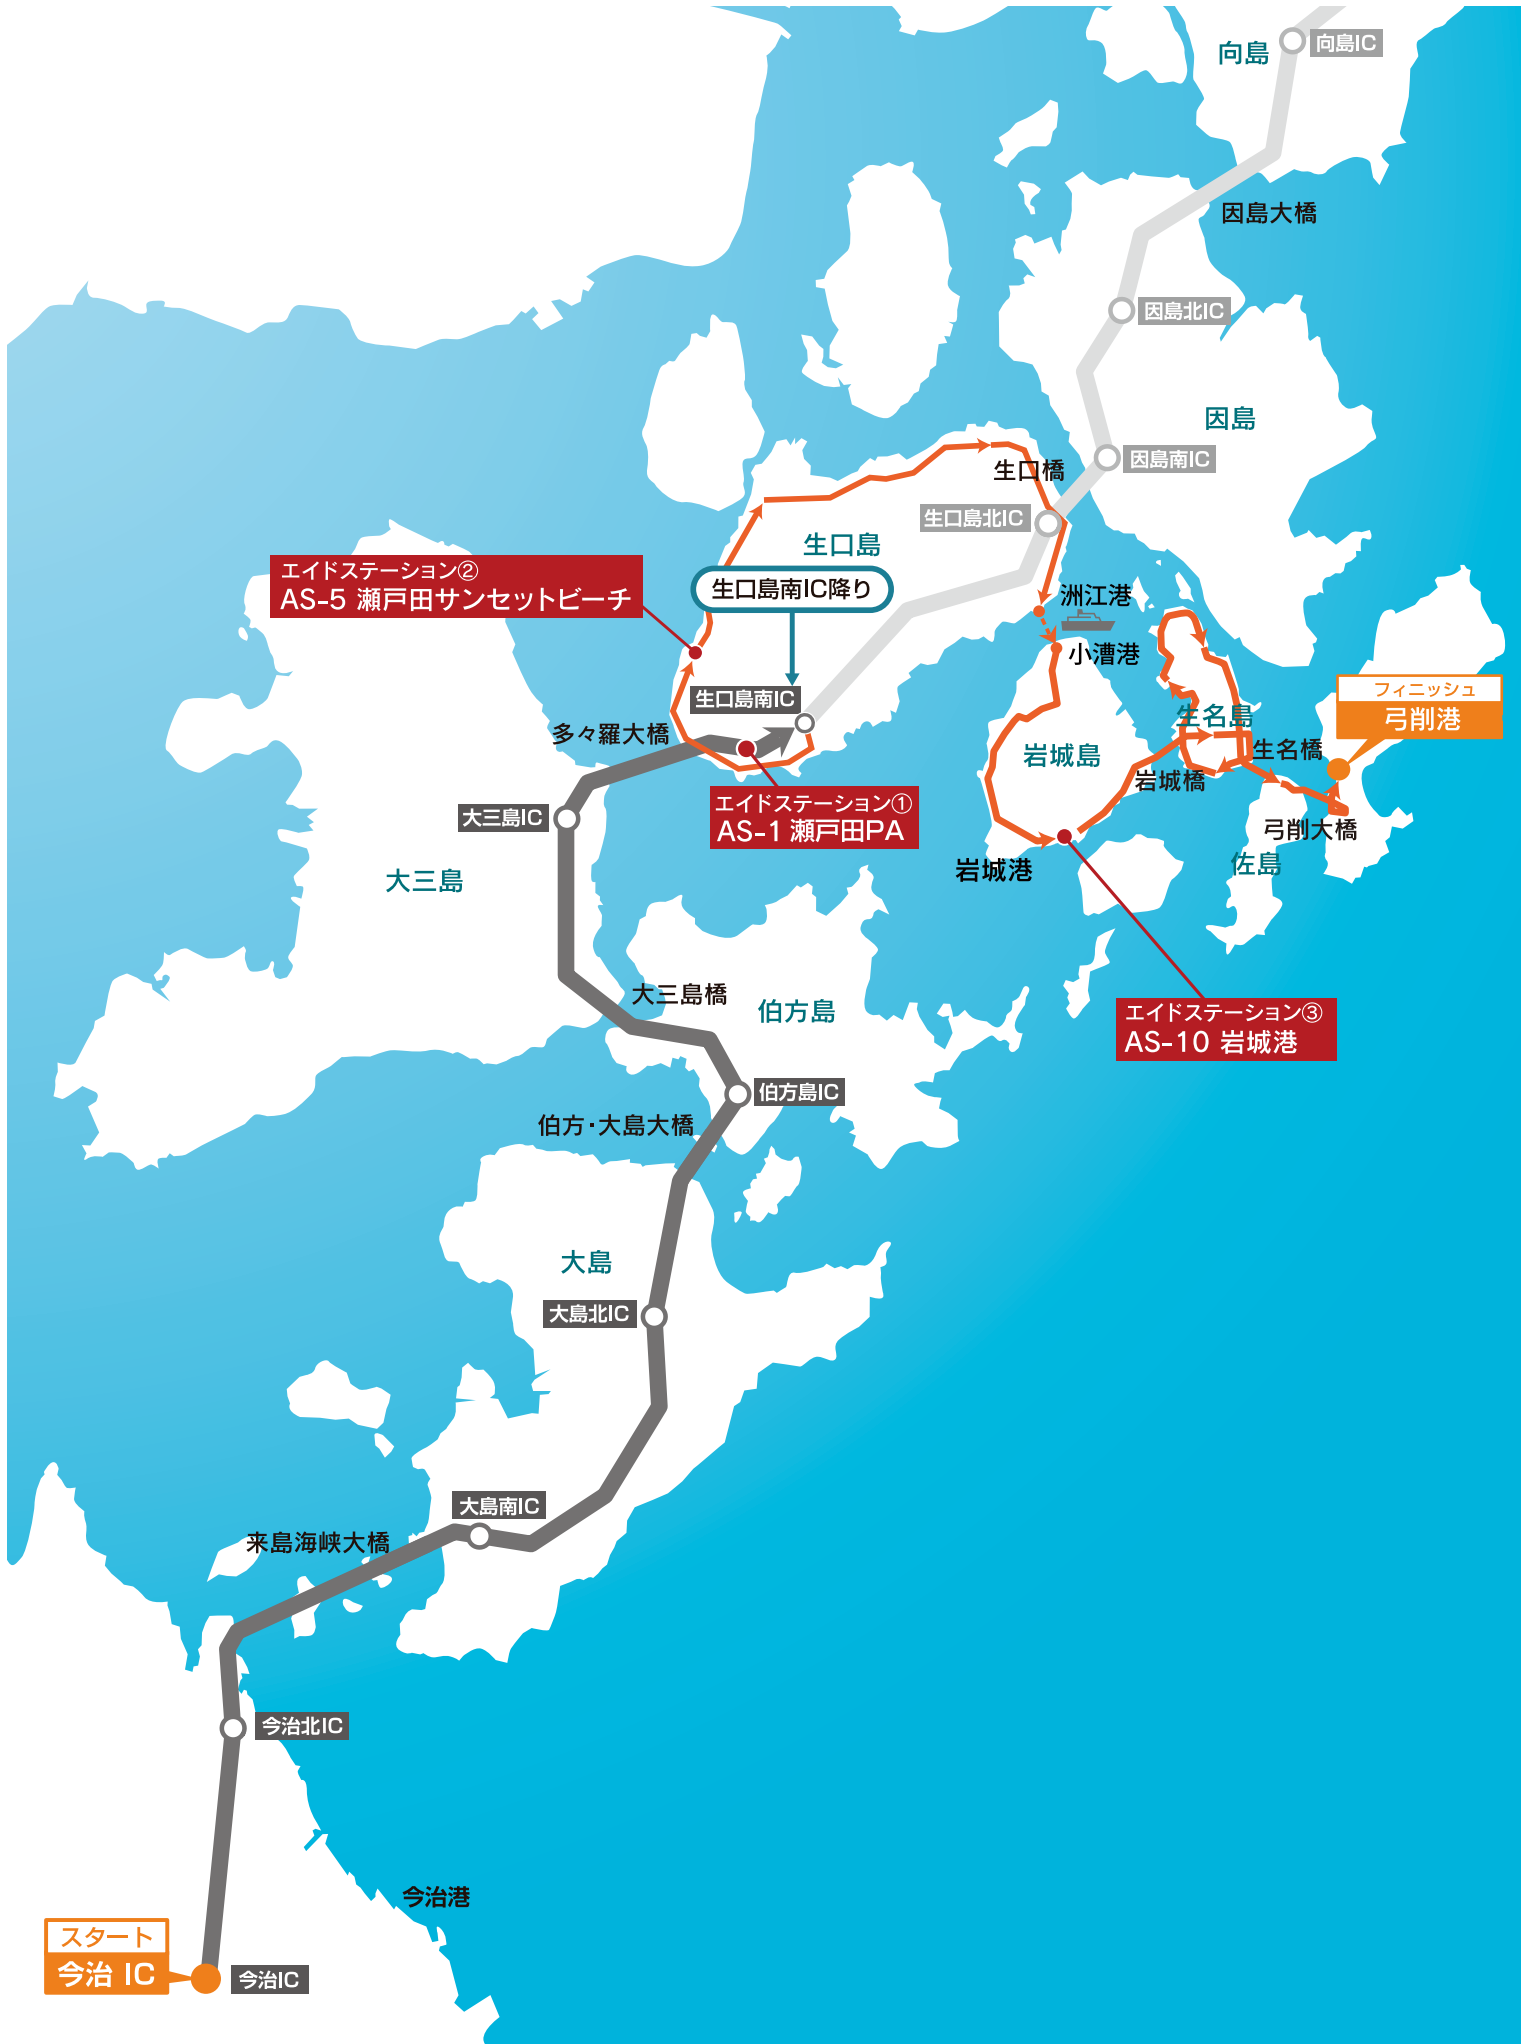 向島
向島IC
因島大橋
因島北IC
因島
因島南IC
生口橋
生口島北IC
生口島
エイドステーション②
AS-5 瀬戸田サンセットビーチ
生口島南IC降り
洲江港
小漕港
生口島南IC
フィニッシュ
弓削港
生名島
多々羅大橋
岩城島
生名橋
岩城橋
エイドステーション①
AS-1 瀬戸田PA
大三島IC
弓削大橋
佐島
岩城港
大三島
大三島橋
伯方島
エイドステーション③
AS-10 岩城港
伯方島IC
伯方・大島大橋
大島
大島北IC
大島南IC
来島海峡大橋
今治北IC
今治港
スタート
今治 IC
今治IC